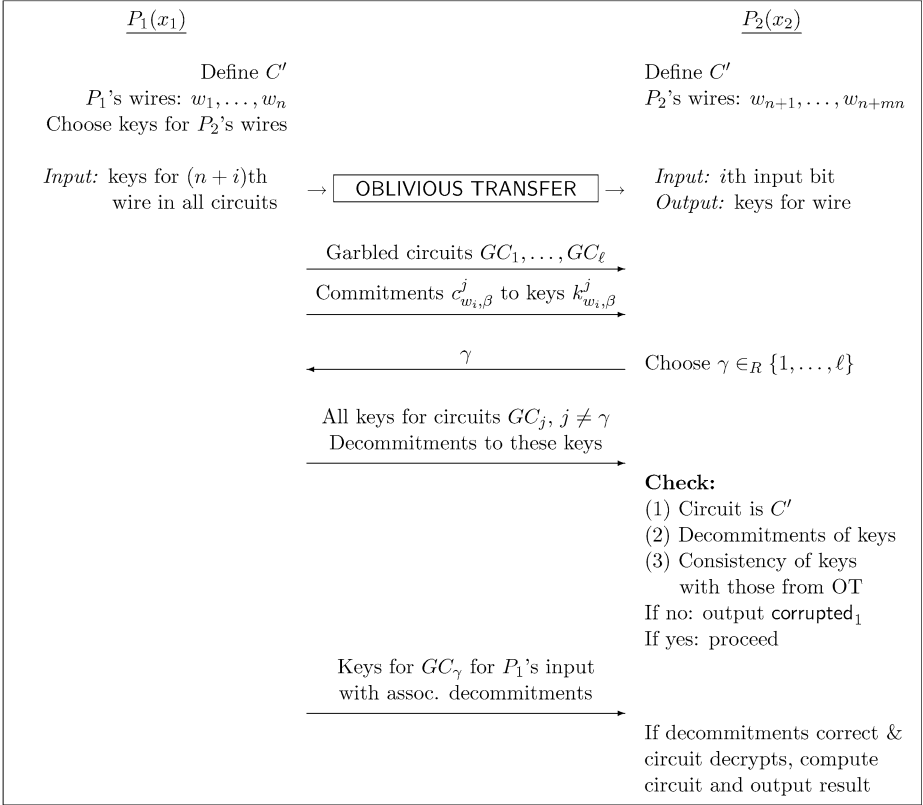 P_1(x_1)
P_2(x_2)
Define C′
P_1's wires: w_1, . . . , w_n
Choose keys for P_2's wires
Define C′
P_2's wires: w_{n+1}, . . . , w_{n+mn}
Input: keys for (n + i)th
wire in all circuits
→ OBLIVIOUS TRANSFER →
Input: ith input bit
Output: keys for wire
Garbled circuits GC_1, . . . , GC_ℓ
Commitments c^j_{w_i,β} to keys k^j_{w_i,β}
γ
Choose γ ∈_R {1, . . . , ℓ}
All keys for circuits GC_j, j ≠ γ
Decommitments to these keys
Check:
(1) Circuit is C′
(2) Decommitments of keys
(3) Consistency of keys
with those from OT
If no: output corrupted_1
If yes: proceed
Keys for GC_γ for P_1's input
with assoc. decommitments
If decommitments correct &
circuit decrypts, compute
circuit and output result